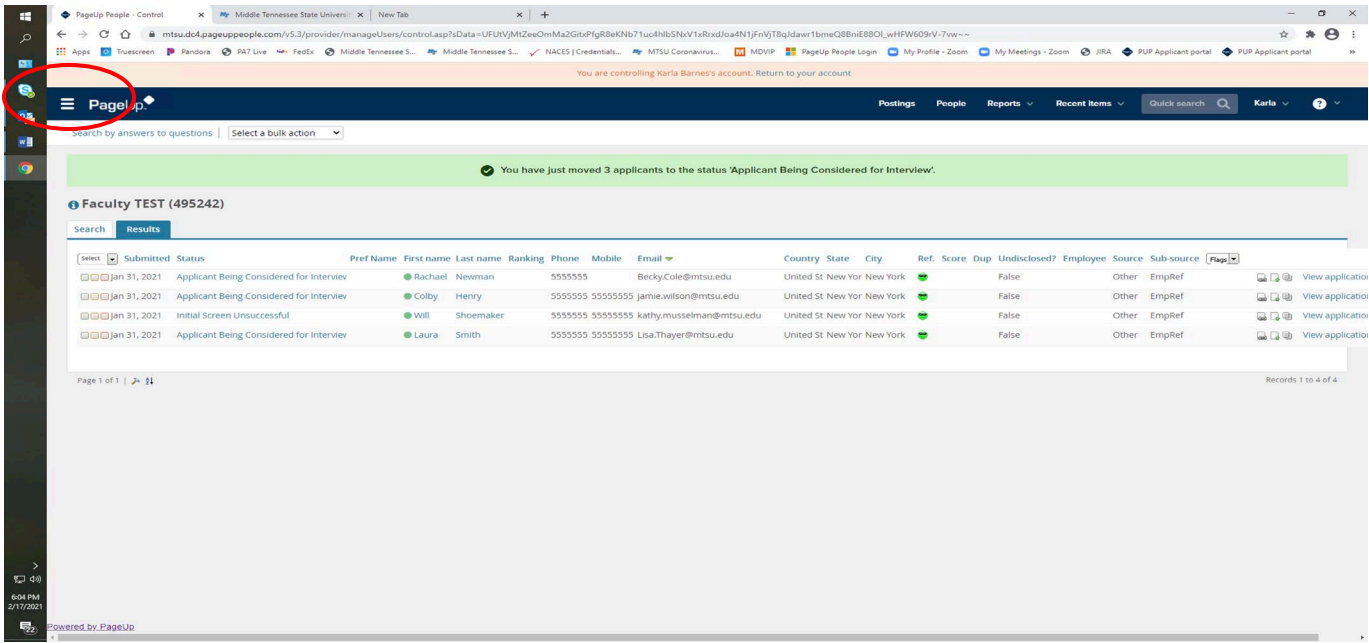 PageUp People - Control
Middle Tennessee State Universit
New Tab
mtsu.dc4.pageuppeople.com/v5.3/provider/manageUsers/control.asp?sData=
Apps Truescreen Pandora PA7 Live FedEx Middle Tennessee S... Middle Tennessee S... NACES | Credentials... MTSU Coronavirus... MDVIP PageUp People Login My Profile - Zoom My Meetings - Zoom JIRA PUP Applicant portal PUP Applicant portal »
You are controlling Karla Barnes's account. Return to your account
PageUp Postings People Reports Recent items Quick search Karla ?
Search by answers to questions | Select a bulk action
You have just moved 3 applicants to the status 'Applicant Being Considered for Interview'.
Faculty TEST (495242)
Search Results
Select Submitted Status Pref Name First name Last name Ranking Phone Mobile Email Country State City Ref. Score Dup Undisclosed? Employee Source Sub-source Flags
Jan 31, 2021 Applicant Being Considered for Interviev Rachael Newman 5555555 Becky.Cole@mtsu.edu United St New Yor New York False Other EmpRef View applicatio
Jan 31, 2021 Applicant Being Considered for Interviev Colby Henry 5555555 55555555 jamie.wilson@mtsu.edu United St New Yor New York False Other EmpRef View applicatio
Jan 31, 2021 Initial Screen Unsuccessful Will Shoemaker 5555555 55555555 kathy.musselman@mtsu.edu United St New Yor New York False Other EmpRef View applicatio
Jan 31, 2021 Applicant Being Considered for Interviev Laura Smith 5555555 55555555 Lisa.Thayer@mtsu.edu United St New Yor New York False Other EmpRef View applicatio
Page 1 of 1 | Records 1 to 4 of 4
6:04 PM
2/17/2021
22
Powered by PageUp